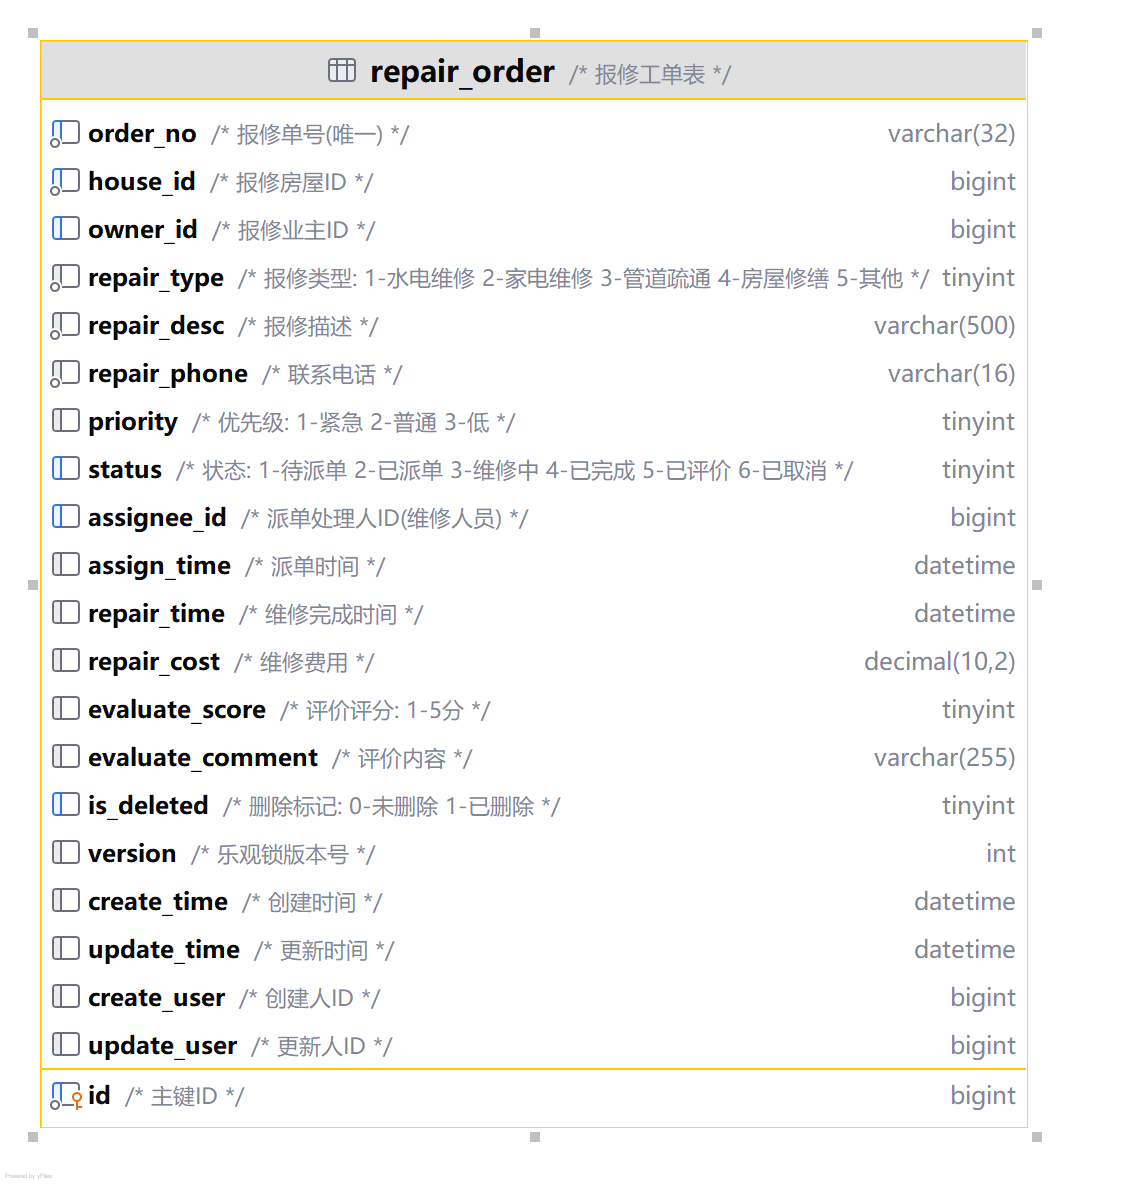 repair_order /* 报修工单表 */
order_no /* 报修单号(唯一) */ varchar(32)
house_id /* 报修房屋ID */ bigint
owner_id /* 报修业主ID */ bigint
repair_type /* 报修类型: 1-水电维修 2-家电维修 3-管道疏通 4-房屋修缮 5-其他 */ tinyint
repair_desc /* 报修描述 */ varchar(500)
repair_phone /* 联系电话 */ varchar(16)
priority /* 优先级: 1-紧急 2-普通 3-低 */ tinyint
status /* 状态: 1-待派单 2-已派单 3-维修中 4-已完成 5-已评价 6-已取消 */ tinyint
assignee_id /* 派单处理人ID(维修人员) */ bigint
assign_time /* 派单时间 */ datetime
repair_time /* 维修完成时间 */ datetime
repair_cost /* 维修费用 */ decimal(10,2)
evaluate_score /* 评价评分: 1-5分 */ tinyint
evaluate_comment /* 评价内容 */ varchar(255)
is_deleted /* 删除标记: 0-未删除 1-已删除 */ tinyint
version /* 乐观锁版本号 */ int
create_time /* 创建时间 */ datetime
update_time /* 更新时间 */ datetime
create_user /* 创建人ID */ bigint
update_user /* 更新人ID */ bigint
id /* 主键ID */ bigint
Powered by yFiles